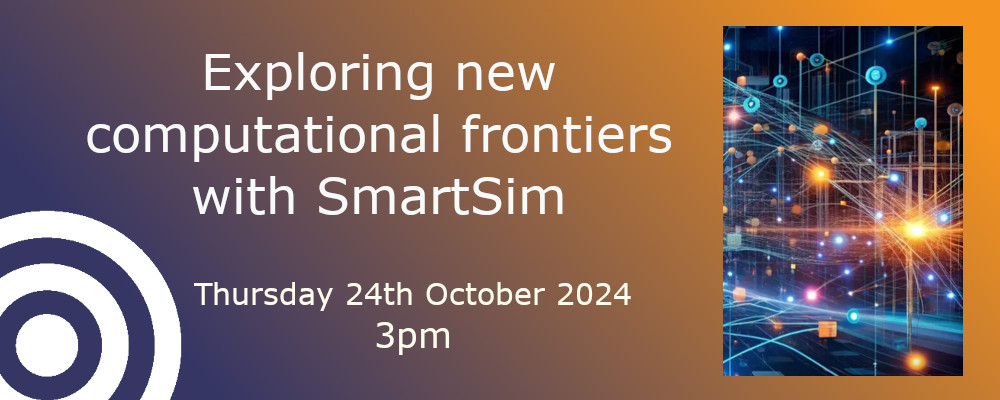 Exploring new
computational frontiers
with SmartSim
Thursday 24th October 2024
3pm